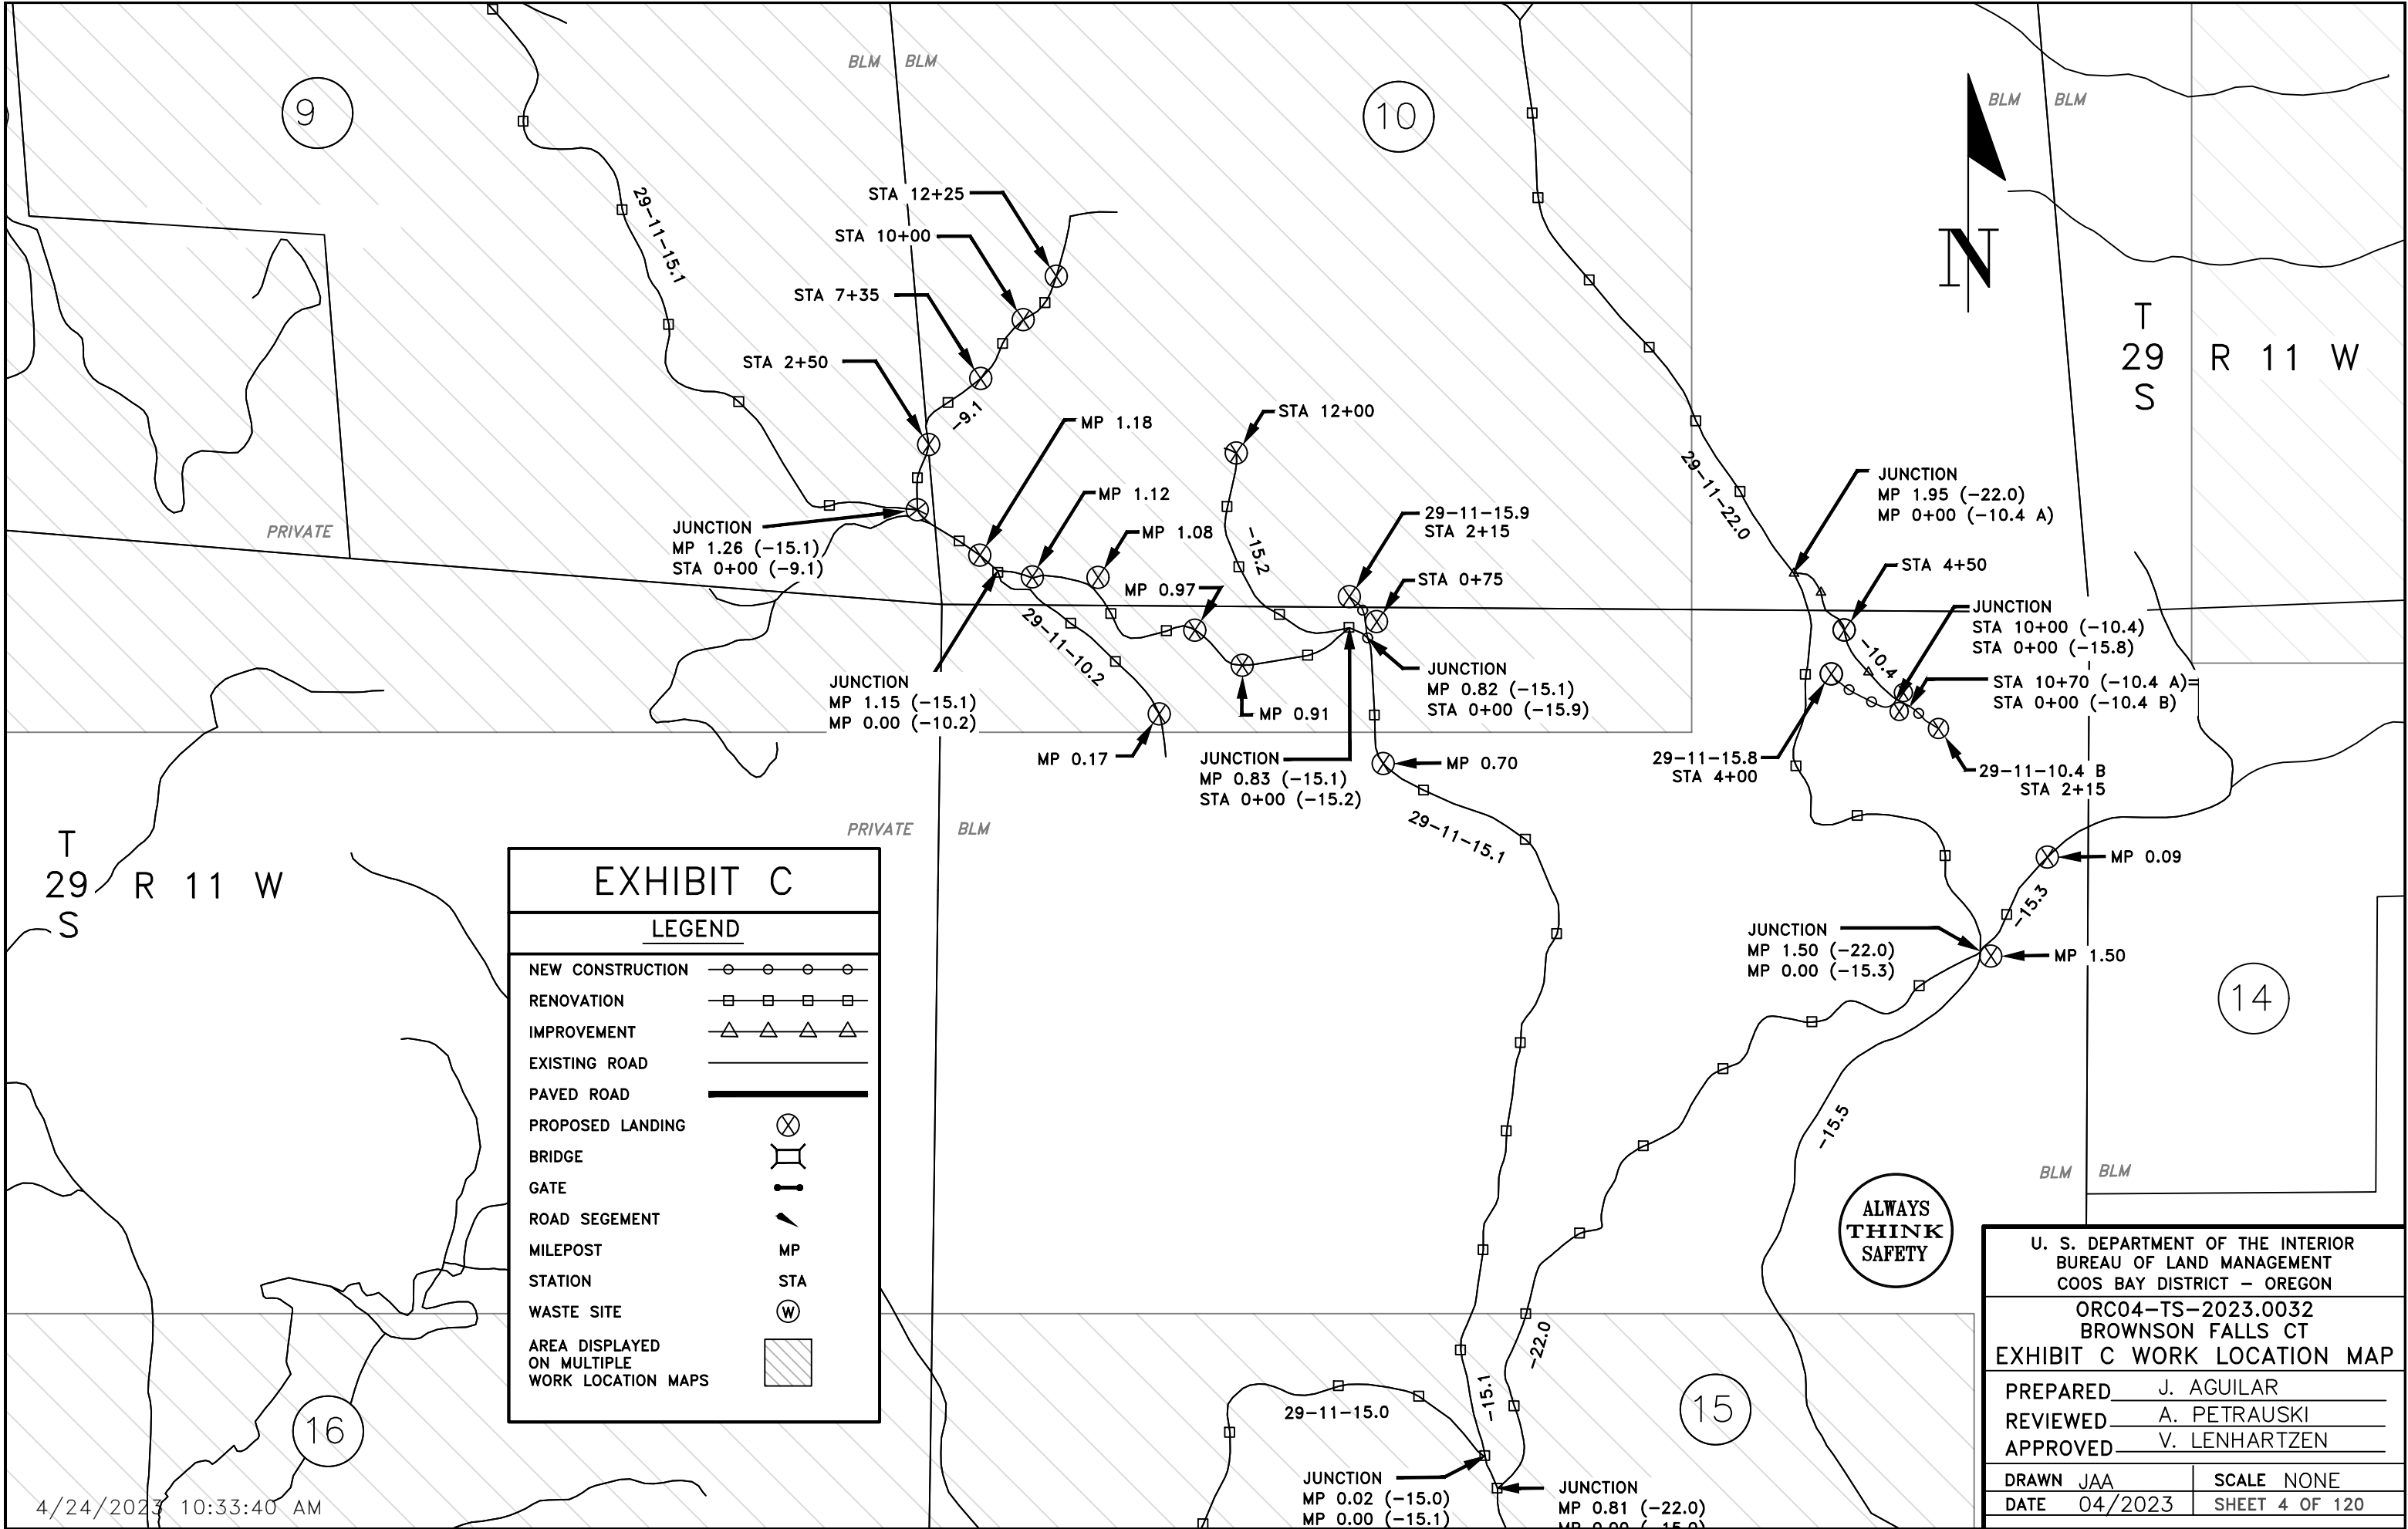 BLM BLM
9
10
BLM BLM
N
T
29 R 11 W
S
29-11-15.1
STA 12+25
STA 10+00
STA 7+35
STA 2+50
-9.1
MP 1.18
MP 1.12
MP 1.08
MP 0.97
STA 12+00
-15.2
29-11-15.9
STA 2+15
STA 0+75
29-11-22.0
JUNCTION
MP 1.95 (-22.0)
MP 0+00 (-10.4 A)
STA 4+50
-10.4
JUNCTION
STA 10+00 (-10.4)
STA 0+00 (-15.8)
STA 10+70 (-10.4 A)=
STA 0+00 (-10.4 B)
PRIVATE
JUNCTION
MP 1.26 (-15.1)
STA 0+00 (-9.1)
29-11-10.2
JUNCTION
MP 1.15 (-15.1)
MP 0.00 (-10.2)
MP 0.17
MP 0.91
JUNCTION
MP 0.82 (-15.1)
STA 0+00 (-15.9)
JUNCTION
MP 0.83 (-15.1)
STA 0+00 (-15.2)
MP 0.70
29-11-15.1
29-11-15.8
STA 4+00
29-11-10.4 B
STA 2+15
MP 0.09
-15.3
JUNCTION
MP 1.50 (-22.0)
MP 0.00 (-15.3)
MP 1.50
14
PRIVATE BLM
T
29 R 11 W
S
EXHIBIT C
LEGEND
NEW CONSTRUCTION
RENOVATION
IMPROVEMENT
EXISTING ROAD
PAVED ROAD
PROPOSED LANDING
BRIDGE
GATE
ROAD SEGEMENT
MILEPOST MP
STATION STA
WASTE SITE W
AREA DISPLAYED
ON MULTIPLE
WORK LOCATION MAPS
-15.5
BLM BLM
ALWAYS
THINK
SAFETY
-22.0
-15.1
29-11-15.0
15
16
JUNCTION
MP 0.02 (-15.0)
MP 0.00 (-15.1)
JUNCTION
MP 0.81 (-22.0)
MP 0.00 (-15.0)
4/24/2023 10:33:40 AM
U. S. DEPARTMENT OF THE INTERIOR
BUREAU OF LAND MANAGEMENT
COOS BAY DISTRICT - OREGON
ORC04-TS-2023.0032
BROWNSON FALLS CT
EXHIBIT C WORK LOCATION MAP
PREPARED J. AGUILAR
REVIEWED A. PETRAUSKI
APPROVED V. LENHARTZEN
DRAWN JAA SCALE NONE
DATE 04/2023 SHEET 4 OF 120